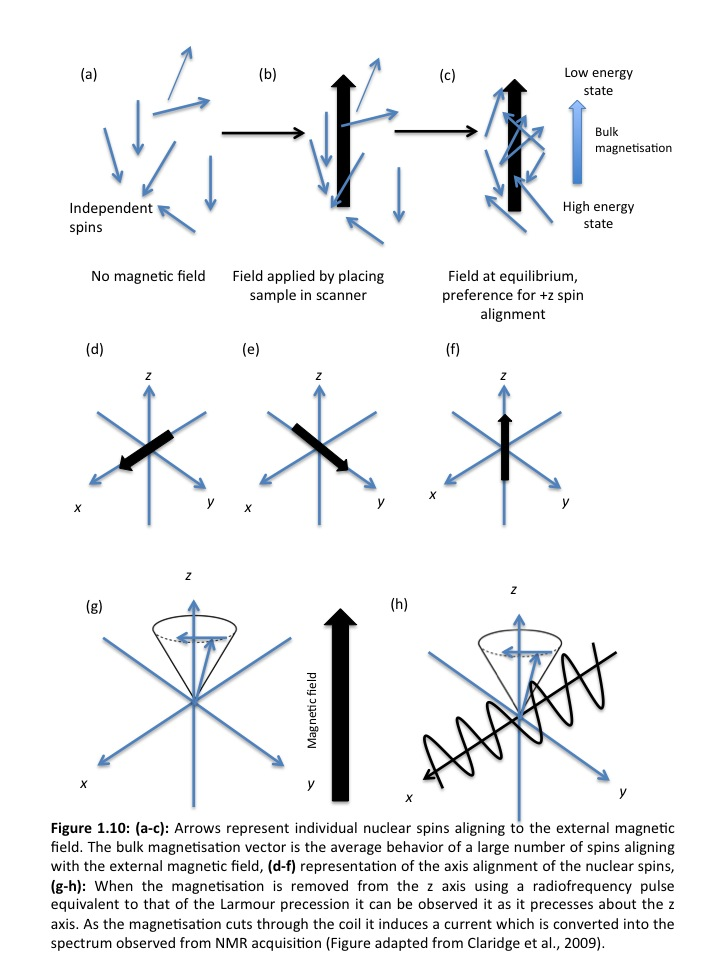 (a)
(b)
(c)
Low energy
state
Bulk
magnetisation
High energy
state
Independent
spins
No magnetic field
Field applied by placing
sample in scanner
Field at equilibrium,
preference for +z spin
alignment
(d)
(e)
(f)
z
z
z
x
y
x
y
x
y
(g)
z
(h)
z
Magnetic field
x
y
x
y
Figure 1.10: (a-c): Arrows represent individual nuclear spins aligning to the external magnetic
field. The bulk magnetisation vector is the average behavior of a large number of spins aligning
with the external magnetic field, (d-f) representation of the axis alignment of the nuclear spins,
(g-h): When the magnetisation is removed from the z axis using a radiofrequency pulse
equivalent to that of the Larmour precession it can be observed it as it precesses about the z
axis. As the magnetisation cuts through the coil it induces a current which is converted into the
spectrum observed from NMR acquisition (Figure adapted from Claridge et al., 2009).